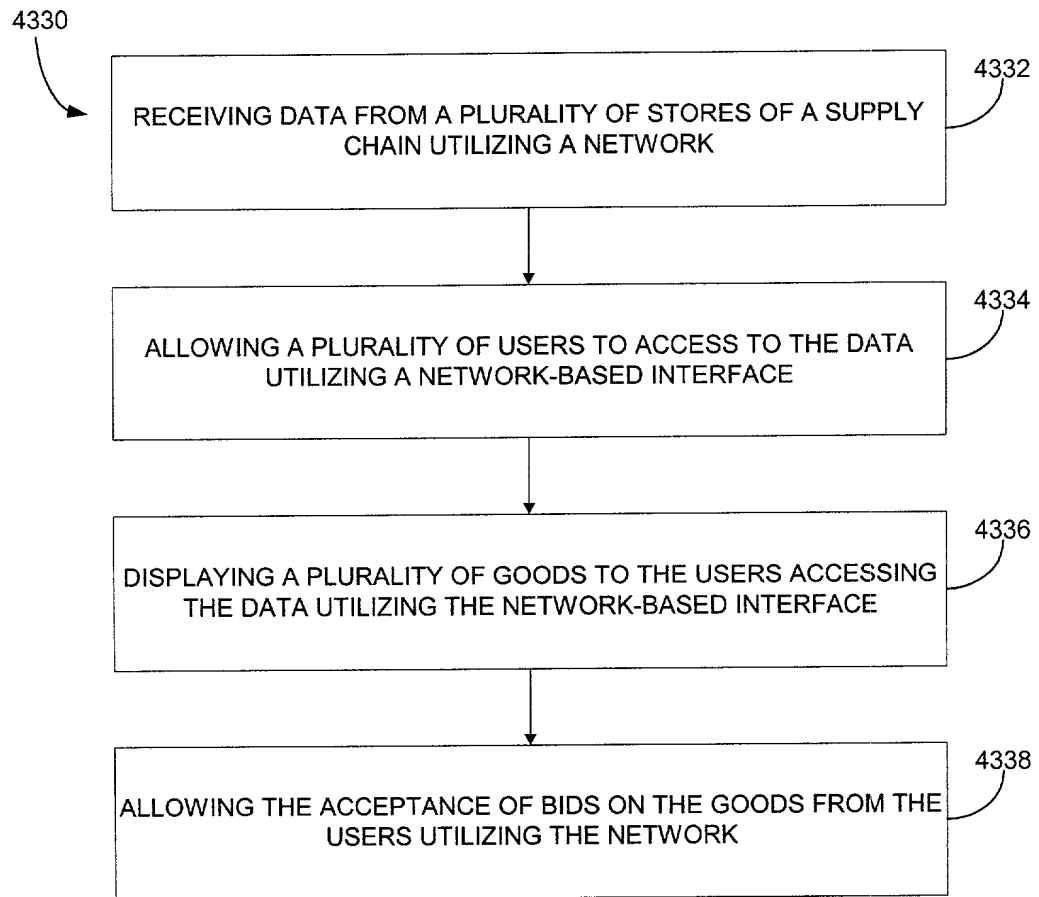 4330
4332
RECEIVING DATA FROM A PLURALITY OF STORES OF A SUPPLY
CHAIN UTILIZING A NETWORK
4334
ALLOWING A PLURALITY OF USERS TO ACCESS TO THE DATA
UTILIZING A NETWORK-BASED INTERFACE
4336
DISPLAYING A PLURALITY OF GOODS TO THE USERS ACCESSING
THE DATA UTILIZING THE NETWORK-BASED INTERFACE
4338
ALLOWING THE ACCEPTANCE OF BIDS ON THE GOODS FROM THE
USERS UTILIZING THE NETWORK